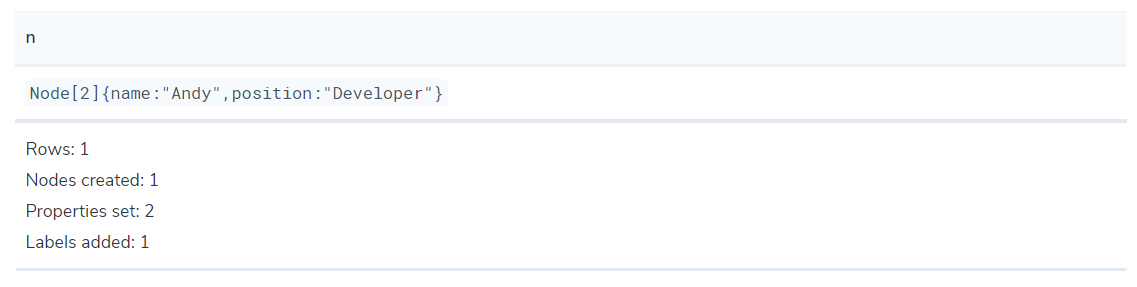 n
Node[2]{name:"Andy",position:"Developer"}
Rows: 1
Nodes created: 1
Properties set: 2
Labels added: 1